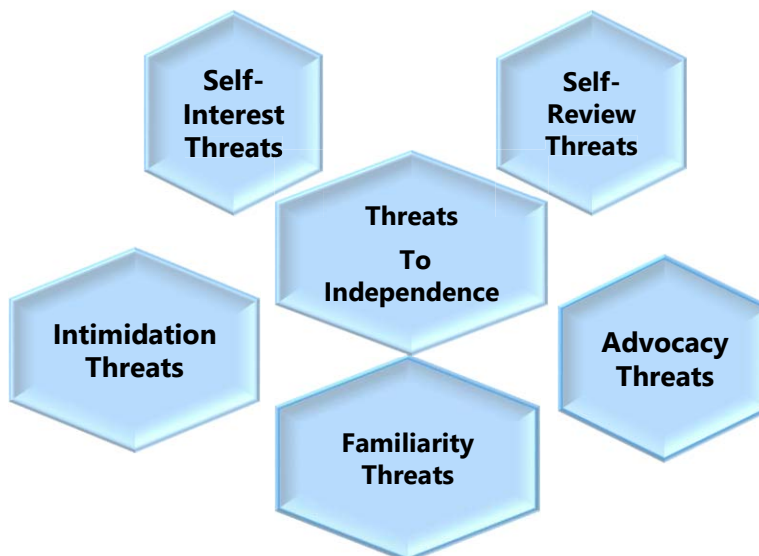 Self-
Interest
Threats
Self-
Review
Threats
Threats
To
Independence
Intimidation
Threats
Advocacy
Threats
Familiarity
Threats